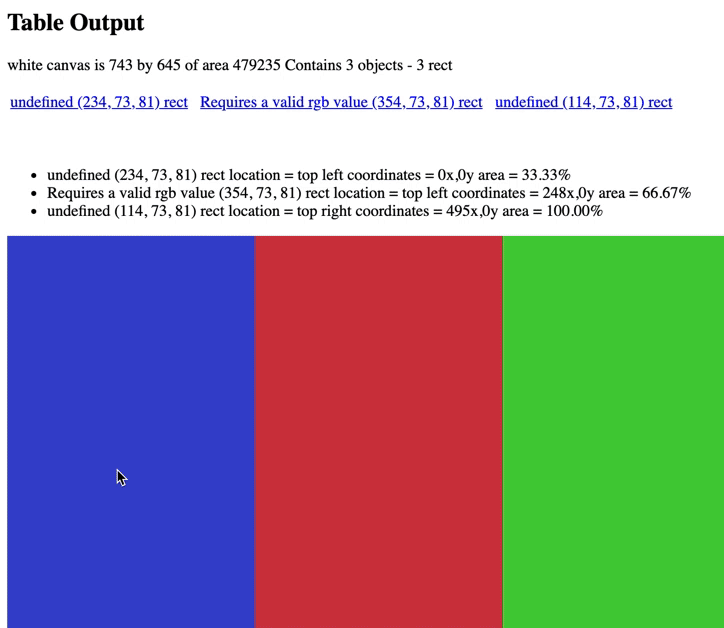 Table Output
white canvas is 743 by 645 of area 479235 Contains 3 objects - 3 rect
undefined (234, 73, 81) rect Requires a valid rgb value (354, 73, 81) rect undefined (114, 73, 81) rect
• undefined (234, 73, 81) rect location = top left coordinates = 0x,0y area = 33.33%
• Requires a valid rgb value (354, 73, 81) rect location = top left coordinates = 248x,0y area = 66.67%
• undefined (114, 73, 81) rect location = top right coordinates = 495x,0y area = 100.00%